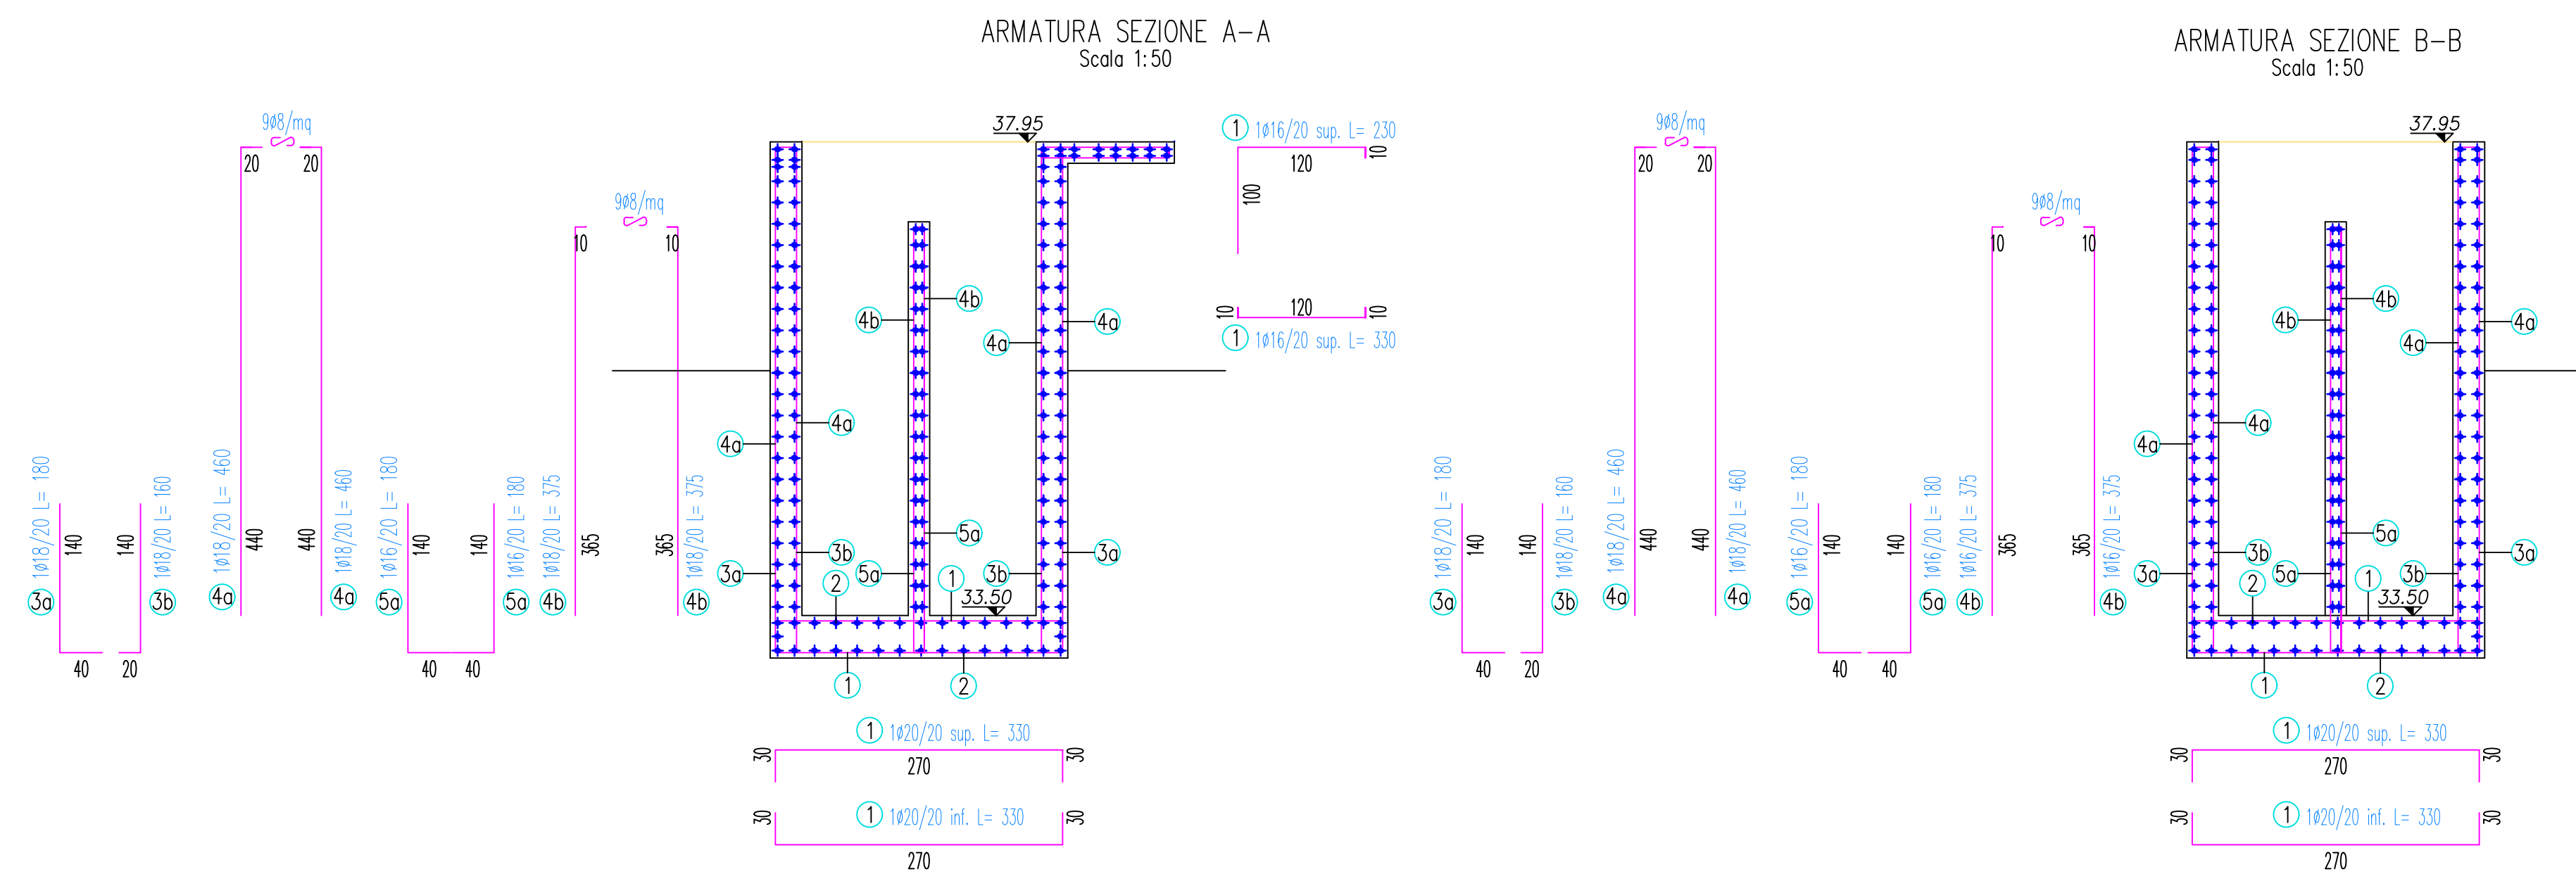 ARMATURA SEZIONE A-A
Scala 1:50
9ø8/mq
20
20
9ø8/mq
10
10
3a
1ø18/20 L= 180
140
140
1ø18/20 L= 160
3b
40
20
4a
1ø18/20 L= 460
440
440
1ø18/20 L= 460
4a
5a
1ø16/20 L= 180
140
140
1ø16/20 L= 180
5a
40
40
4b
1ø18/20 L= 375
365
365
1ø18/20 L= 375
4b
37.95
4b
4b
4a
4a
4a
4a
5a
3b
3a
3a
5a
3b
2
1
33.50
1
2
1 1ø16/20 sup. L= 230
120
10
100
10
120
10
1 1ø16/20 sup. L= 330
1 1ø20/20 sup. L= 330
30
270
30
1 1ø20/20 inf. L= 330
30
270
30
ARMATURA SEZIONE B-B
Scala 1:50
9ø8/mq
20
20
9ø8/mq
10
10
3a
1ø18/20 L= 180
140
140
1ø18/20 L= 160
3b
40
20
4a
1ø18/20 L= 460
440
440
1ø18/20 L= 460
4a
5a
1ø16/20 L= 180
140
140
1ø16/20 L= 180
5a
40
40
4b
1ø16/20 L= 375
365
365
1ø16/20 L= 375
4b
37.95
4b
4b
4a
4a
4a
4a
5a
3b
3a
3a
5a
3b
2
1
33.50
1
2
1 1ø20/20 sup. L= 330
30
270
30
1 1ø20/20 inf. L= 330
30
270
30